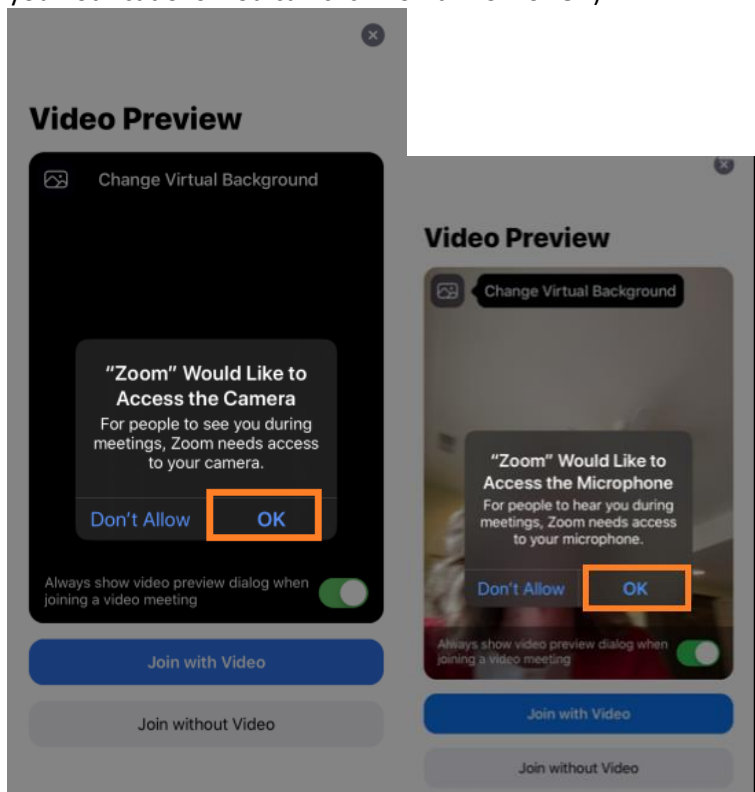 Video Preview
Change Virtual Background
"Zoom" Would Like to
Access the Camera
For people to see you during
meetings, Zoom needs access
to your camera.
Don't Allow
OK
Always show video preview dialog when
joining a video meeting
Join with Video
Join without Video
Video Preview
Change Virtual Background
"Zoom" Would Like to
Access the Microphone
For people to hear you during
meetings, Zoom needs access
to your microphone.
Don't Allow
OK
Always show video preview dialog when
joining a video meeting
Join with Video
Join without Video